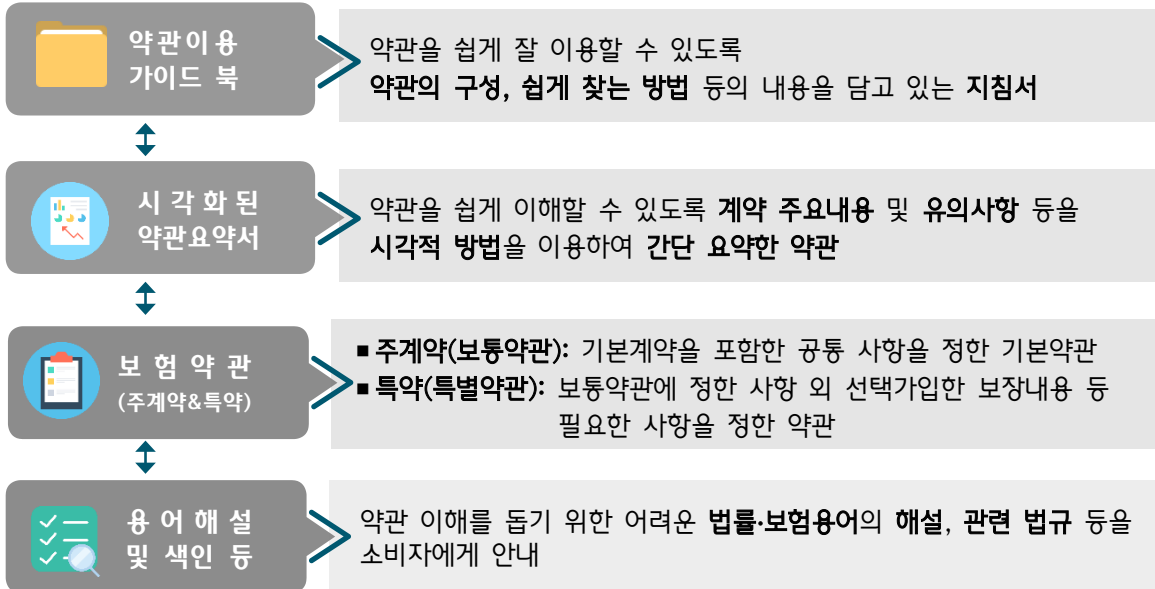 약관이용
가이드 북
약관을 쉽게 잘 이용할 수 있도록
약관의 구성, 쉽게 찾는 방법 등의 내용을 담고 있는 지침서
시각화된
약관요약서
약관을 쉽게 이해할 수 있도록 계약 주요내용 및 유의사항 등을
시각적 방법을 이용하여 간단 요약한 약관
보험약관
(주계약&특약)
▪ 주계약(보통약관): 기본계약을 포함한 공통 사항을 정한 기본약관
▪ 특약(특별약관): 보통약관에 정한 사항 외 선택가입한 보장내용 등
필요한 사항을 정한 약관
용어해설
및 색인 등
약관 이해를 돕기 위한 어려운 법률·보험용어의 해설, 관련 법규 등을
소비자에게 안내